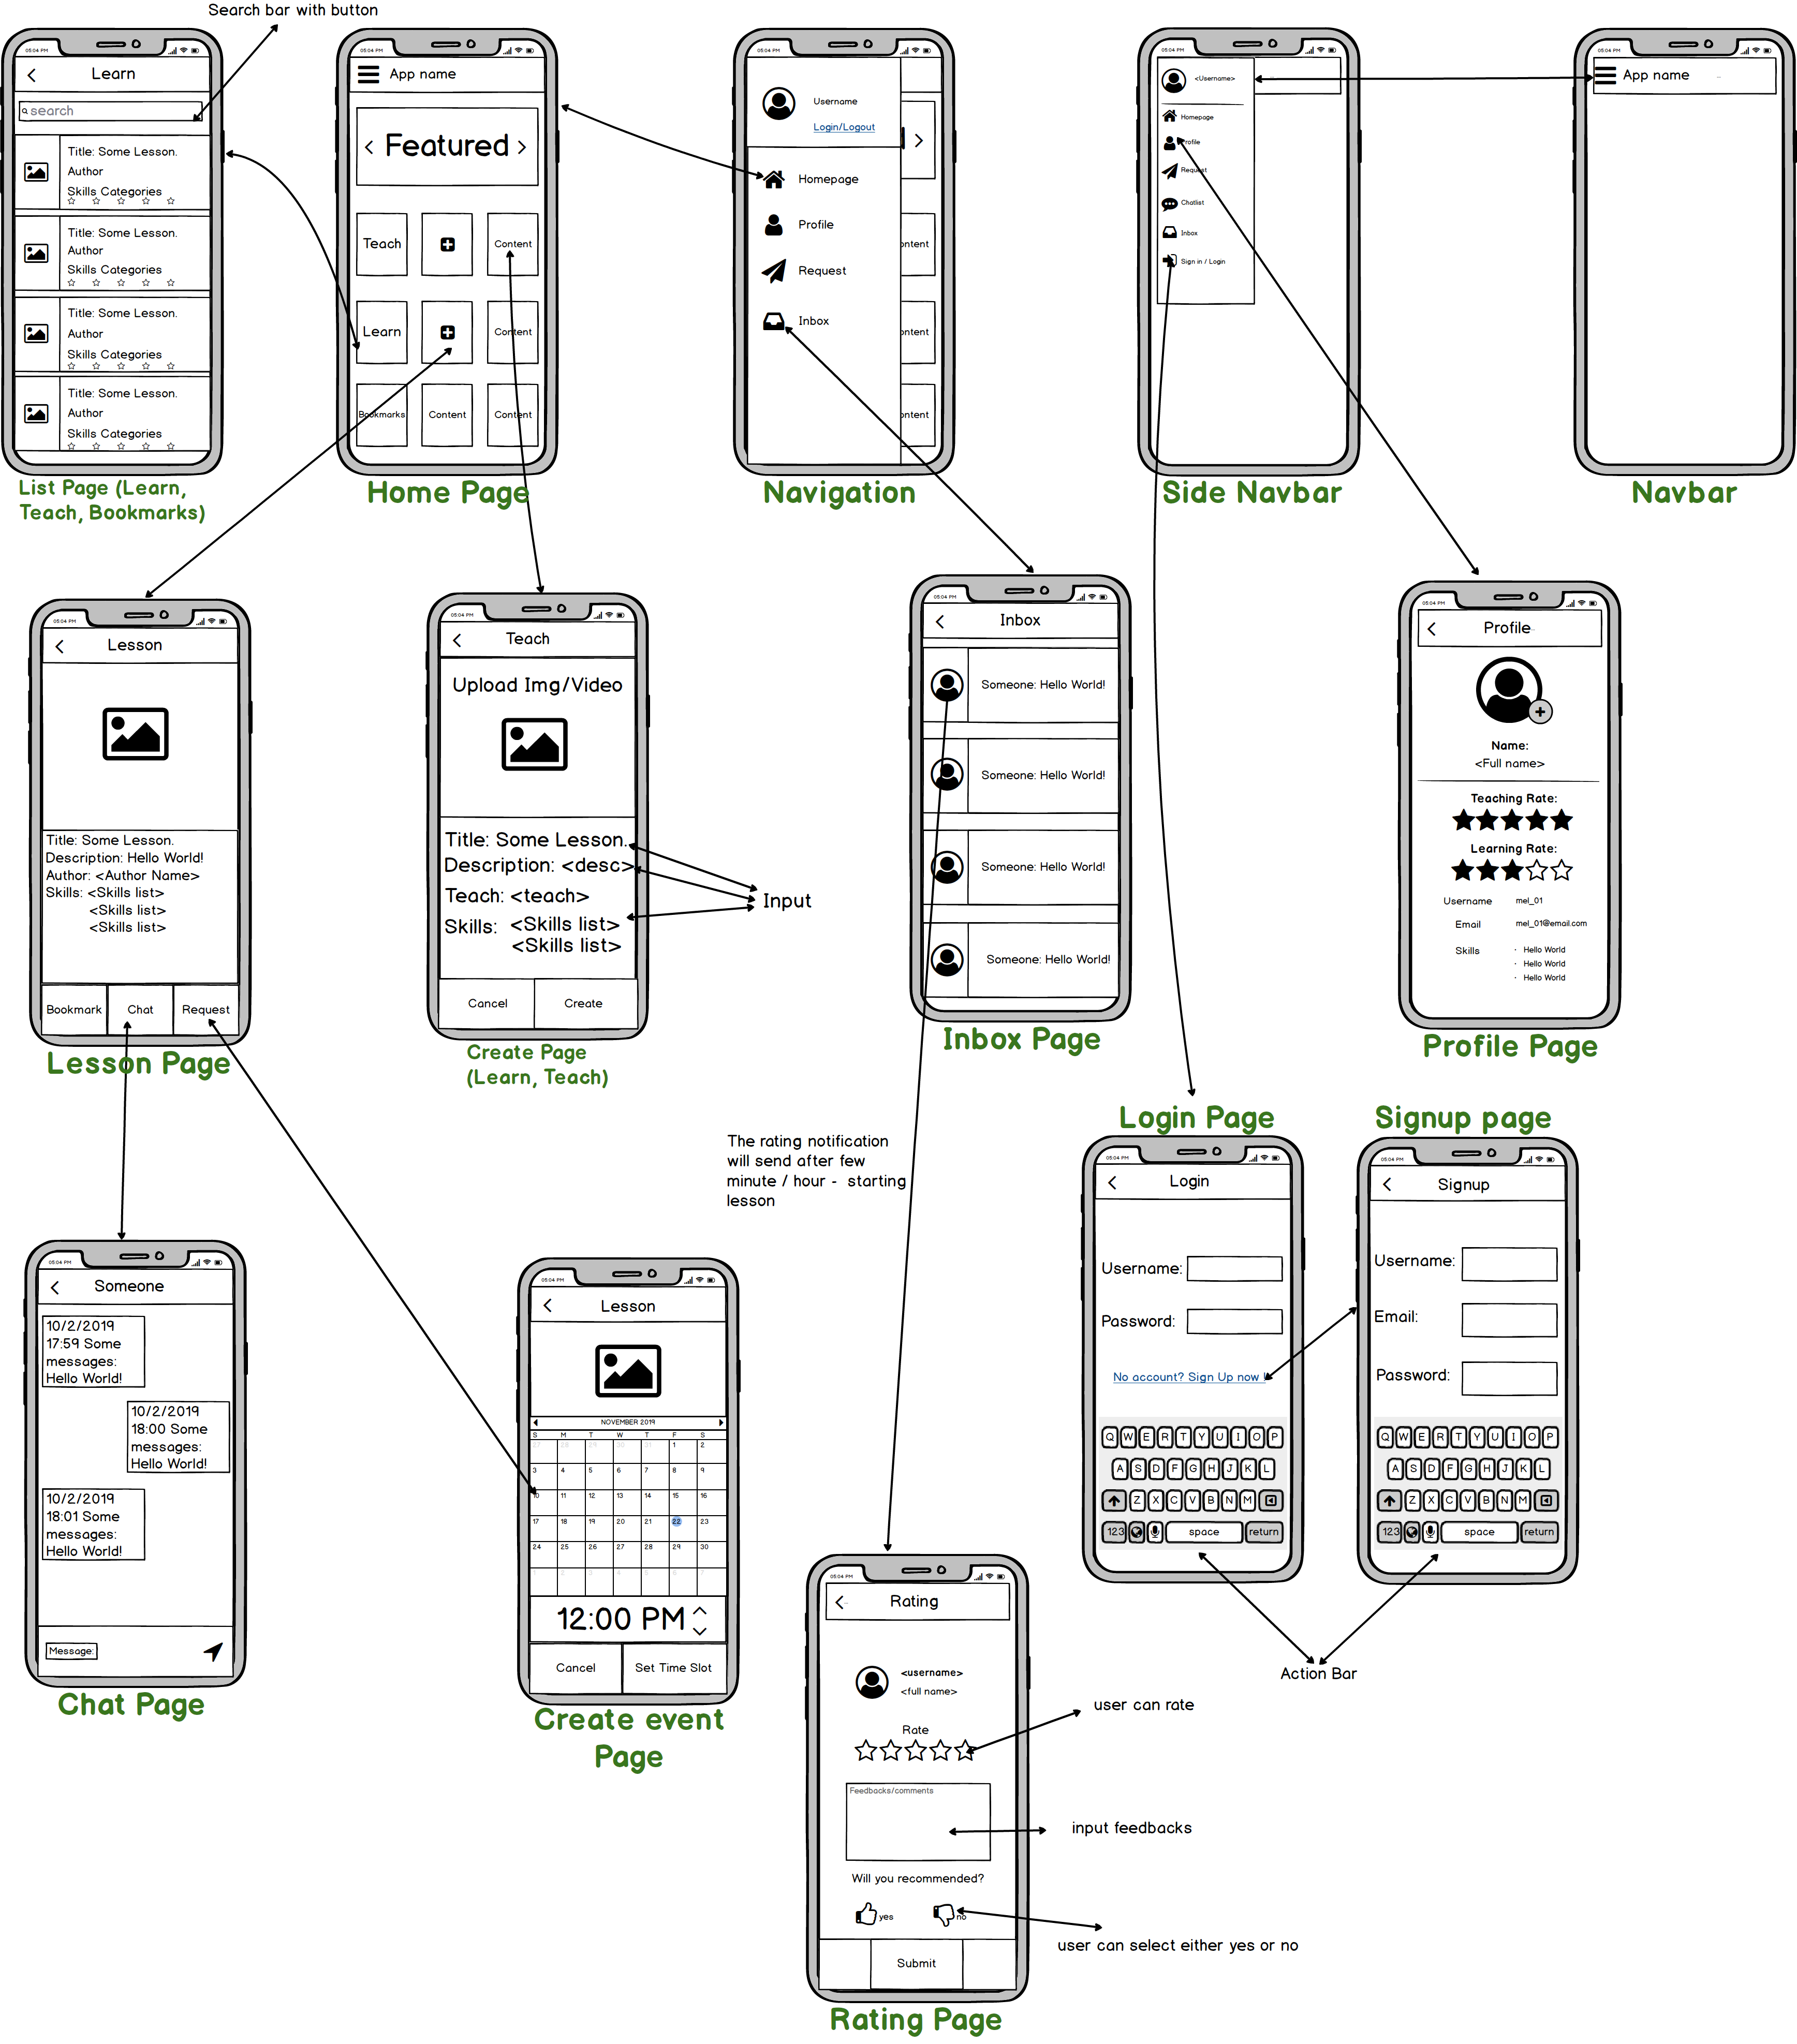 Search bar with button
05:04 PM
Learn
search
Title: Some Lesson.
Author
Skills Categories
Title: Some Lesson.
Author
Skills Categories
Title: Some Lesson.
Author
Skills Categories
Title: Some Lesson.
Author
Skills Categories
List Page (Learn,
Teach, Bookmarks)
05:04 PM
App name
Featured
Teach
Content
Learn
Content
Bookmarks
Content
Content
Home Page
05:04 PM
Username
Login/Logout
Homepage
Profile
Request
Inbox
ontent
ontent
ontent
Navigation
05:04 PM
<Username>
Homepage
Profile
Request
Chatlist
Inbox
Sign in / Login
Side Navbar
05:04 PM
App name
Navbar
05:04 PM
Lesson
Title: Some Lesson.
Description: Hello World!
Author: <Author Name>
Skills: <Skills list>
<Skills list>
<Skills list>
Bookmark
Chat
Request
Lesson Page
05:04 PM
Teach
Upload Img/Video
Title: Some Lesson.
Description: <desc>
Teach: <teach>
Skills: <Skills list>
<Skills list>
Cancel
Create
Create Page
(Learn, Teach)
Input
05:04 PM
Inbox
Someone: Hello World!
Someone: Hello World!
Someone: Hello World!
Someone: Hello World!
Inbox Page
05:04 PM
Profile
Name:
<Full name>
Teaching Rate:
Learning Rate:
Username mel_01
Email mel_01@email.com
Skills · Hello World
· Hello World
· Hello World
Profile Page
The rating notification
will send after few
minute / hour - starting
lesson
05:04 PM
Someone
10/2/2019
17:59 Some
messages:
Hello World!
10/2/2019
18:00 Some
messages:
Hello World!
10/2/2019
18:01 Some
messages:
Hello World!
Message:
Chat Page
05:04 PM
Lesson
NOVEMBER 2019
S M T W T F S
27 28 29 30 31 1 2
3 4 5 6 7 8 9
10 11 12 13 14 15 16
17 18 19 20 21 22 23
24 25 26 27 28 29 30
1 2 3 4 5 6 7
12:00 PM
Cancel
Set Time Slot
Create event
Page
Login Page
05:04 PM
Login
Username:
Password:
No account? Sign Up now !
Q W E R T Y U I O P
A S D F G H J K L
Z X C V B N M
123 space return
Signup page
05:04 PM
Signup
Username:
Email:
Password:
Q W E R T Y U I O P
A S D F G H J K L
Z X C V B N M
123 space return
Action Bar
05:04 PM
Rating
<username>
<full name>
Rate
Feedbacks/comments
Will you recommended?
yes
no
Submit
Rating Page
user can rate
input feedbacks
user can select either yes or no